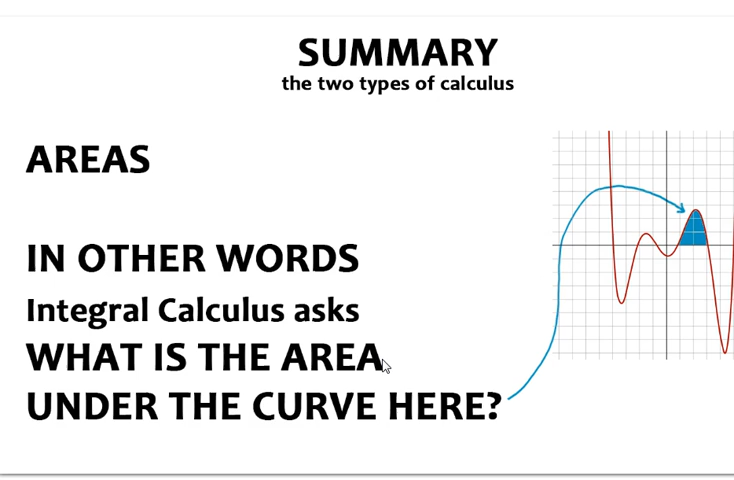 SUMMARY
the two types of calculus
AREAS
IN OTHER WORDS
Integral Calculus asks
WHAT IS THE AREA
UNDER THE CURVE HERE?